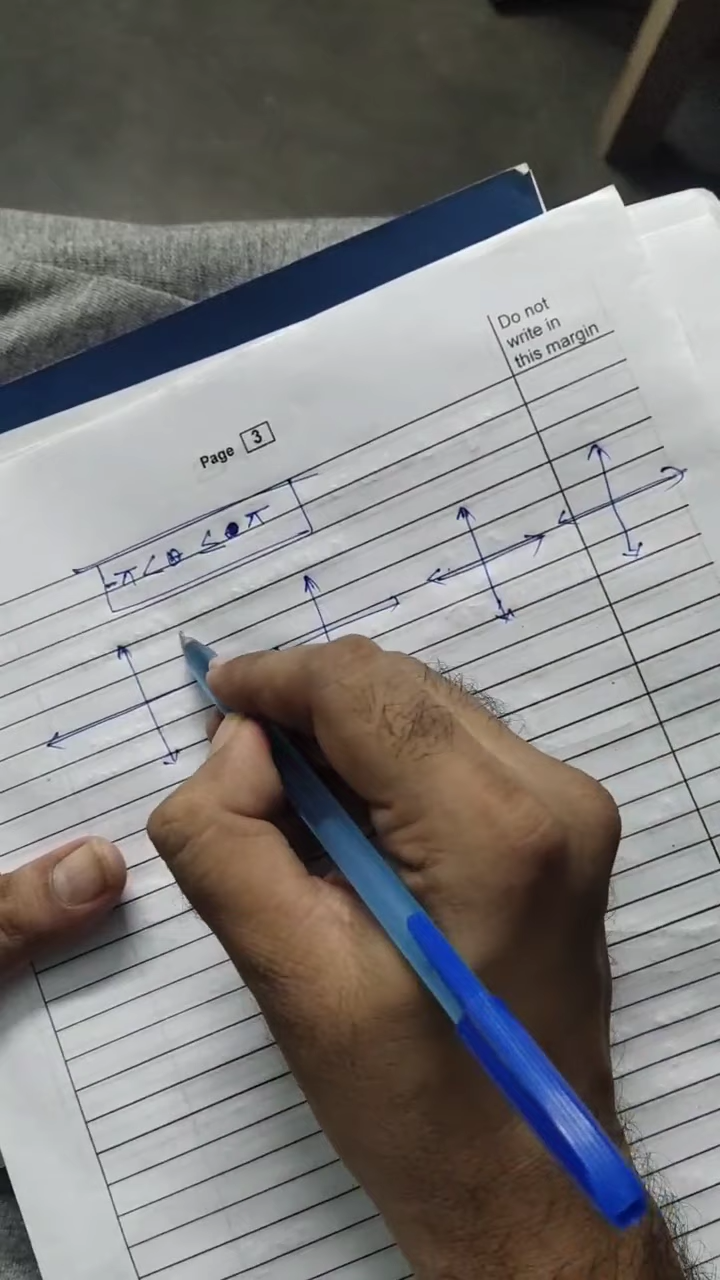 Do not
write in
this margin
Page 3
-π < θ ≤ π